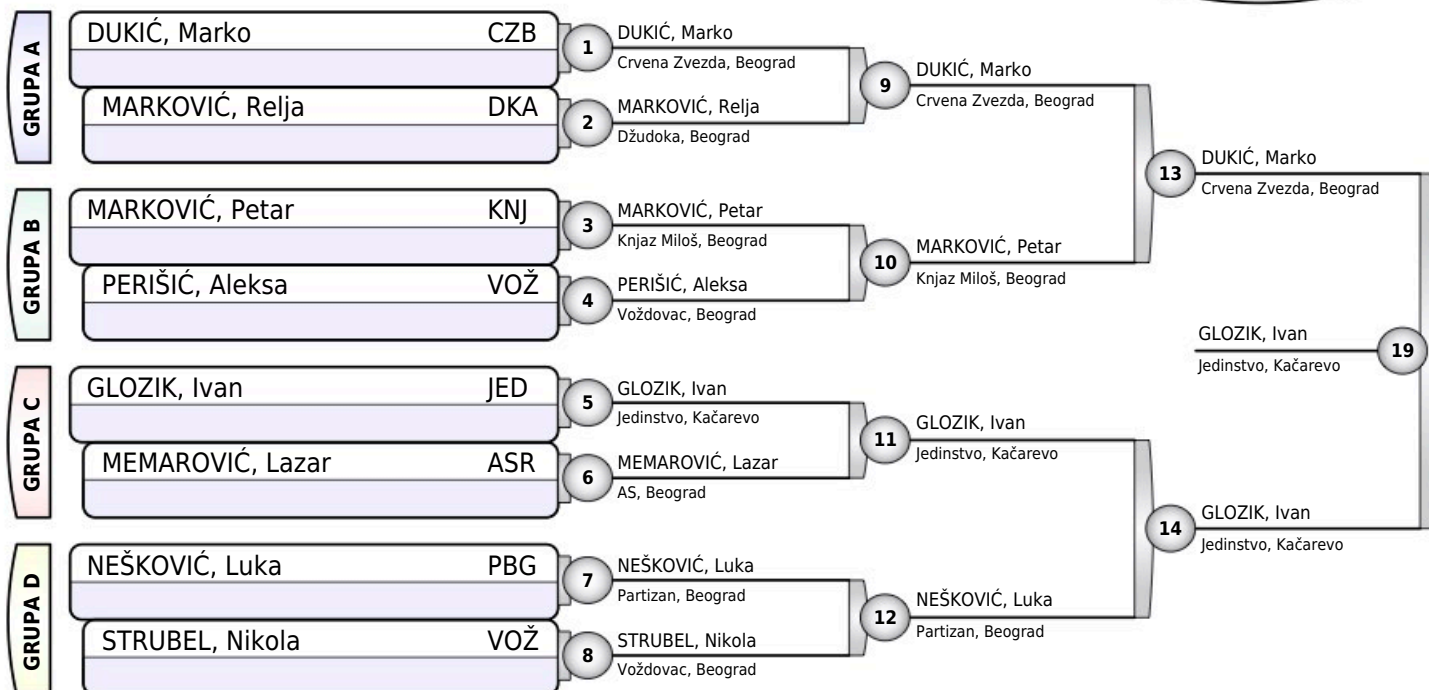 GRUPA A
DUKIĆ, Marko CZB
MARKOVIĆ, Relja DKA
GRUPA B
MARKOVIĆ, Petar KNJ
PERIŠIĆ, Aleksa VOŽ
GRUPA C
GLOZIK, Ivan JED
MEMAROVIĆ, Lazar ASR
GRUPA D
NEŠKOVIĆ, Luka PBG
STRUBEL, Nikola VOŽ
1
DUKIĆ, Marko
Crvena Zvezda, Beograd
2
MARKOVIĆ, Relja
Džudoka, Beograd
3
MARKOVIĆ, Petar
Knjaz Miloš, Beograd
4
PERIŠIĆ, Aleksa
Voždovac, Beograd
5
GLOZIK, Ivan
Jedinstvo, Kačarevo
6
MEMAROVIĆ, Lazar
AS, Beograd
7
NEŠKOVIĆ, Luka
Partizan, Beograd
8
STRUBEL, Nikola
Voždovac, Beograd
9
DUKIĆ, Marko
Crvena Zvezda, Beograd
10
MARKOVIĆ, Petar
Knjaz Miloš, Beograd
11
GLOZIK, Ivan
Jedinstvo, Kačarevo
12
NEŠKOVIĆ, Luka
Partizan, Beograd
13
DUKIĆ, Marko
Crvena Zvezda, Beograd
14
GLOZIK, Ivan
Jedinstvo, Kačarevo
GLOZIK, Ivan
Jedinstvo, Kačarevo
19